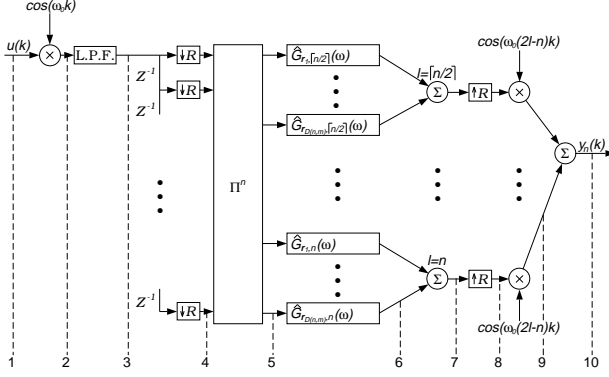 cos(ω₀k)
u(k)
×
L.P.F.
↓R
Z⁻¹
↓R
Z⁻¹
Z⁻¹
↓R
Πⁿ
Ĝ_{r₁,⌈n/2⌉}(ω)
Ĝ_{r_{D(n,m)},⌈n/2⌉}(ω)
Ĝ_{r₁,n}(ω)
Ĝ_{r_{D(n,m)},n}(ω)
l=⌈n/2⌉
Σ
↑R
×
cos(ω₀(2l-n)k)
Σ
yₙ(k)
l=n
Σ
↑R
×
cos(ω₀(2l-n)k)
1 2 3 4 5 6 7 8 9 10